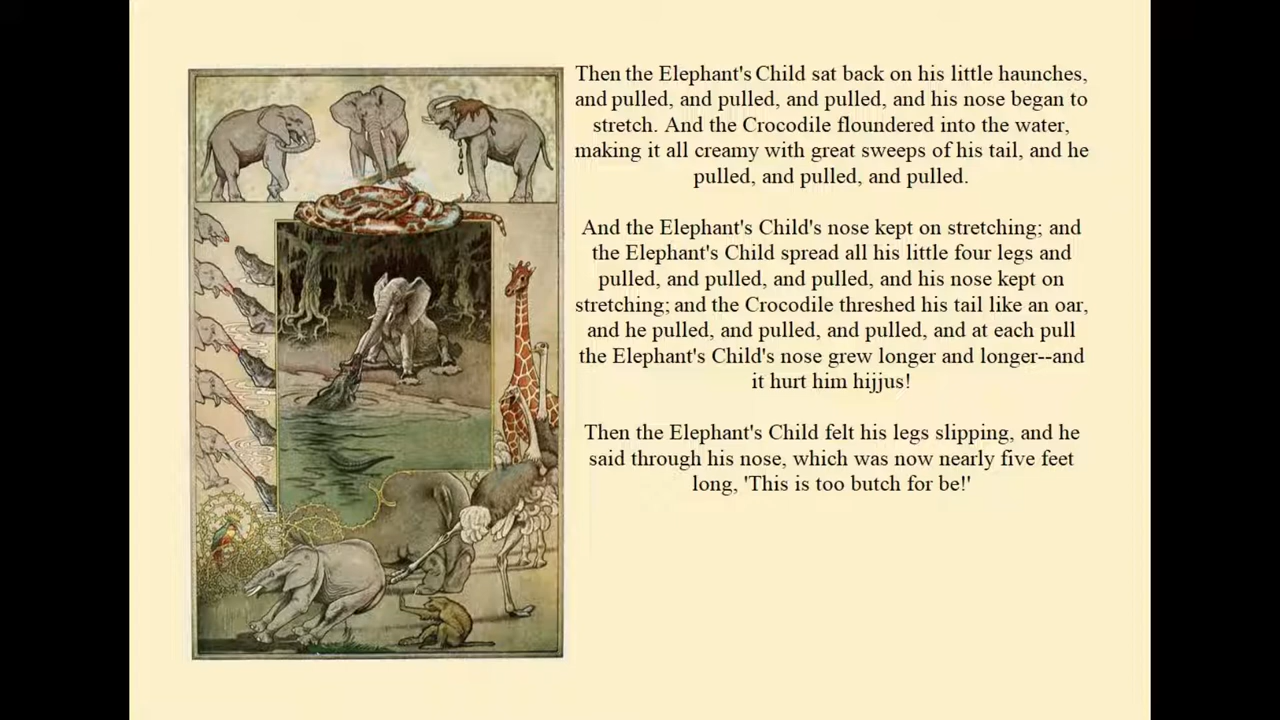 Then the Elephant's Child sat back on his little haunches,
and pulled, and pulled, and pulled, and his nose began to
stretch. And the Crocodile floundered into the water,
making it all creamy with great sweeps of his tail, and he
pulled, and pulled, and pulled.
And the Elephant's Child's nose kept on stretching; and
the Elephant's Child spread all his little four legs and
pulled, and pulled, and pulled, and his nose kept on
stretching; and the Crocodile threshed his tail like an oar,
and he pulled, and pulled, and pulled, and at each pull
the Elephant's Child's nose grew longer and longer--and
it hurt him hijjus!
Then the Elephant's Child felt his legs slipping, and he
said through his nose, which was now nearly five feet
long, 'This is too butch for be!'